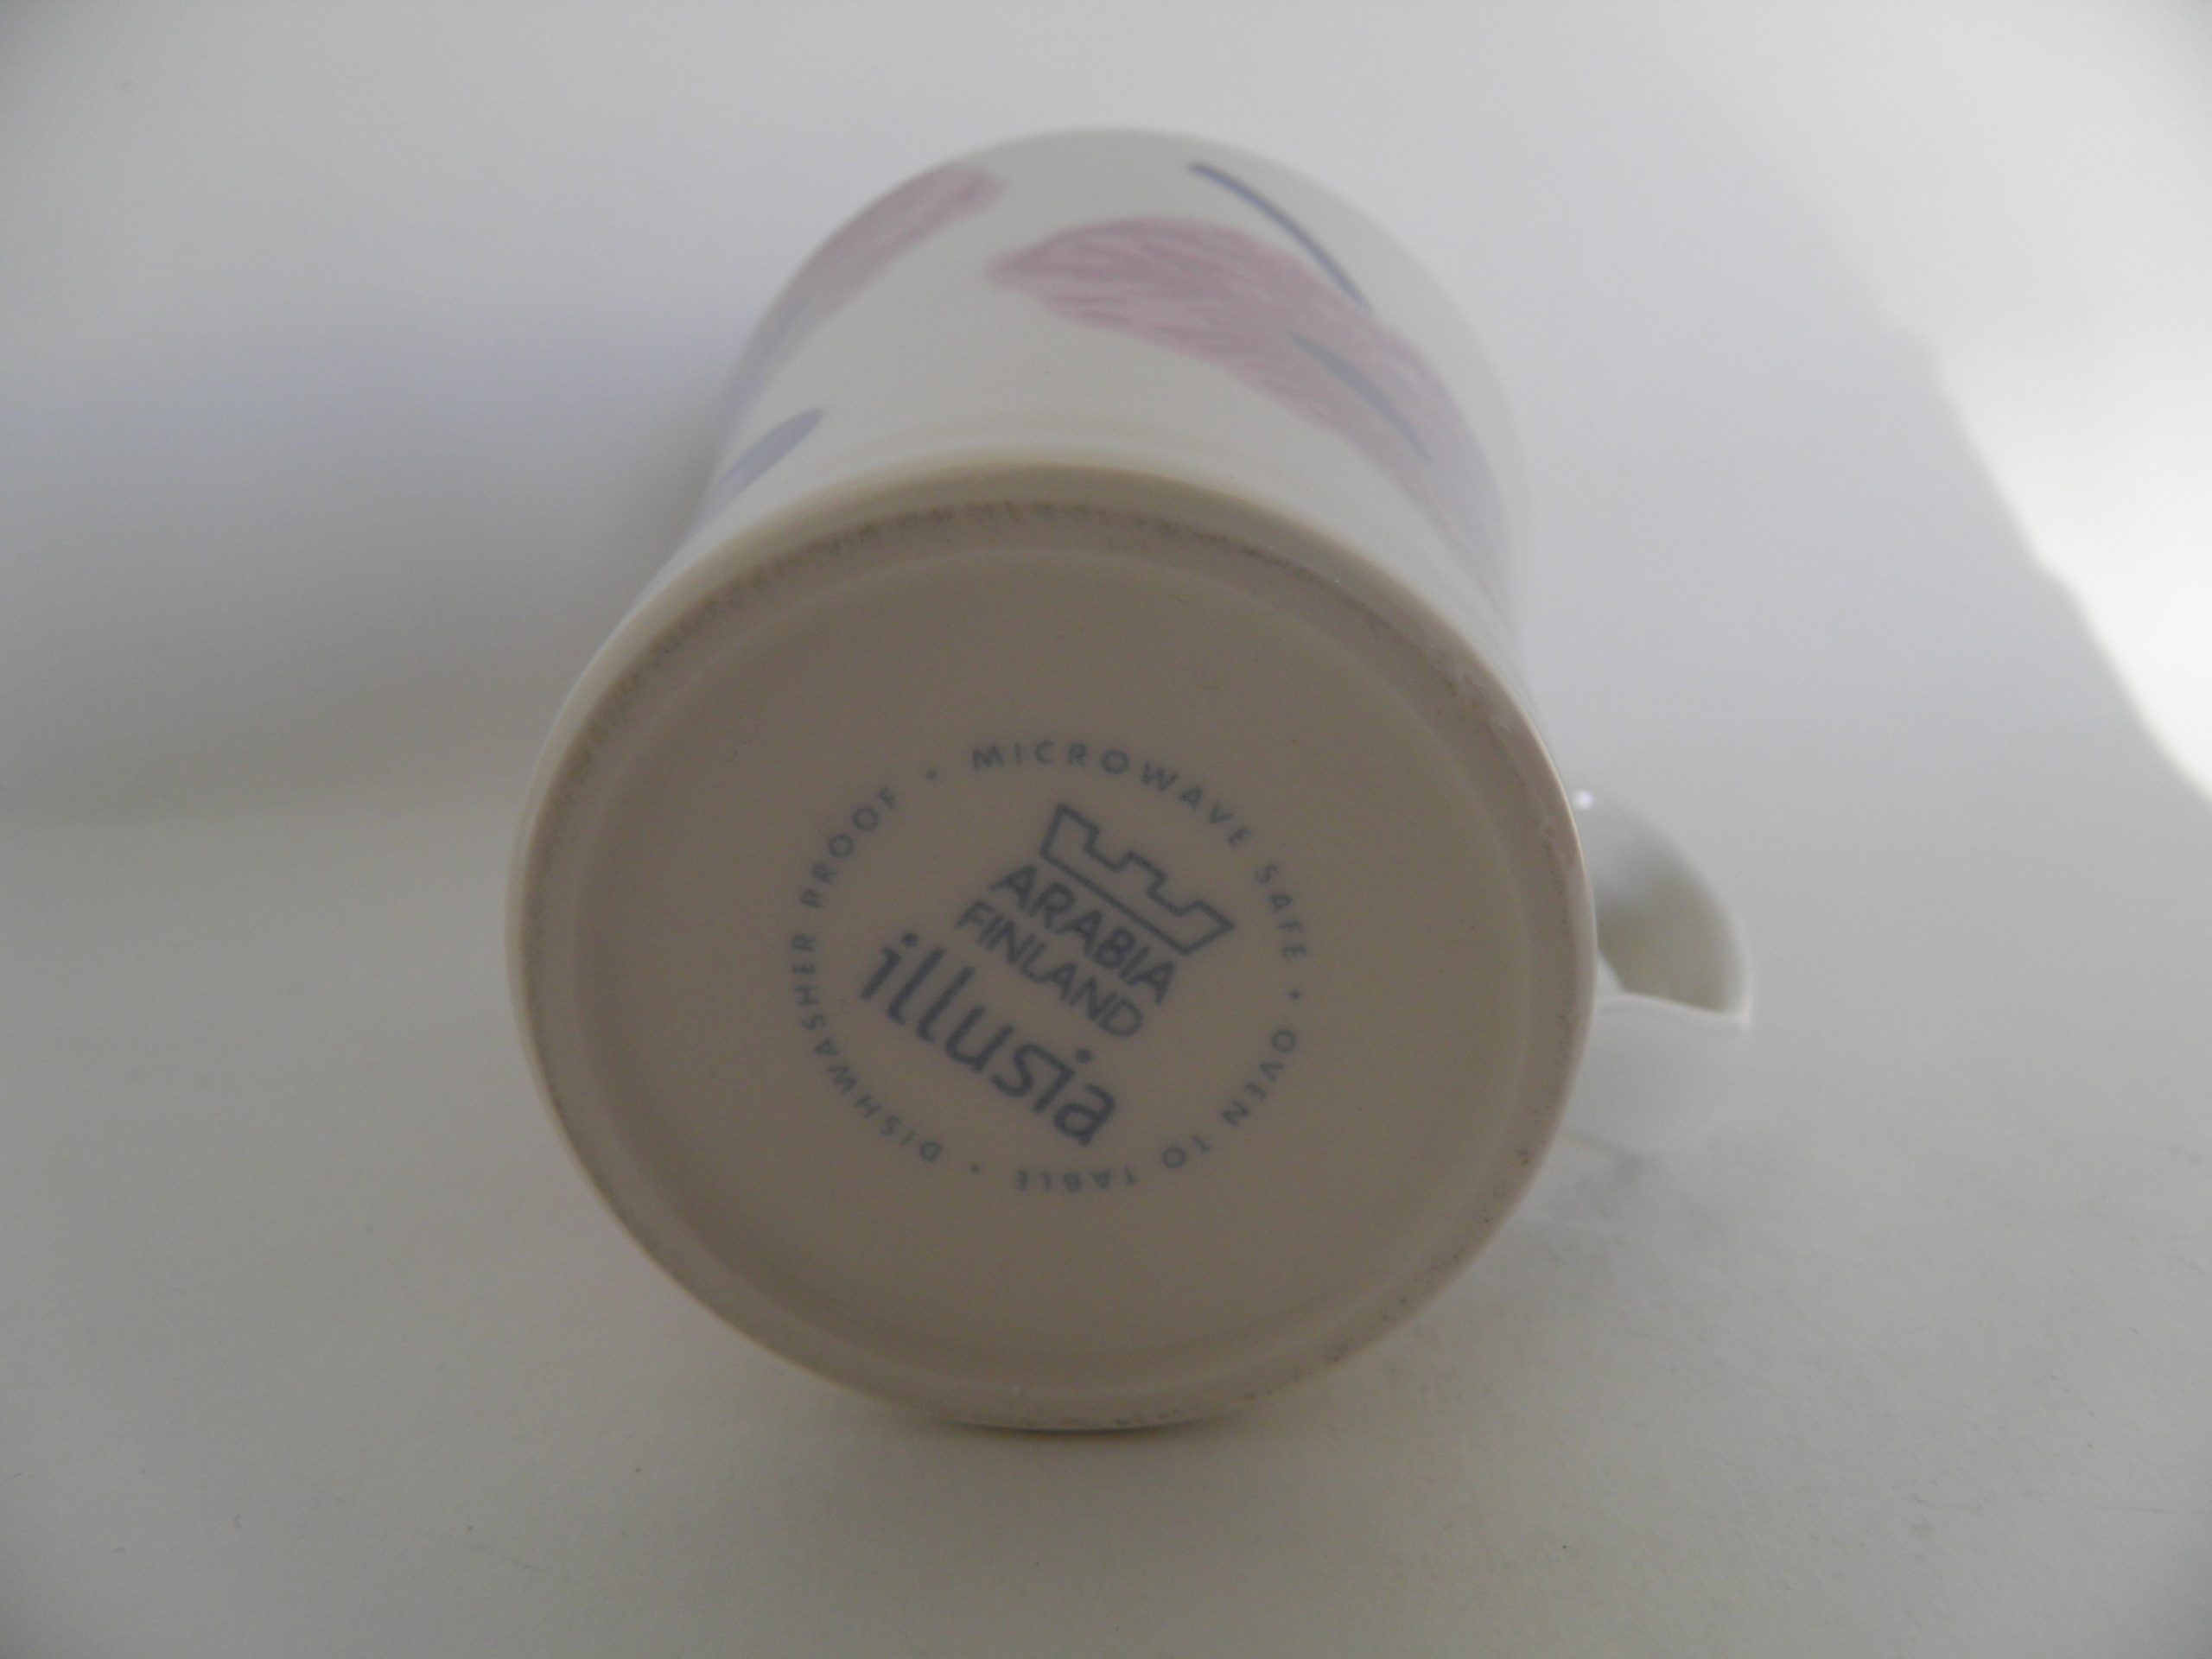 MICROWAVE SAFE • OVEN TO TABLE • DISHWASHER PROOF •
ARABIA
FINLAND
illusia